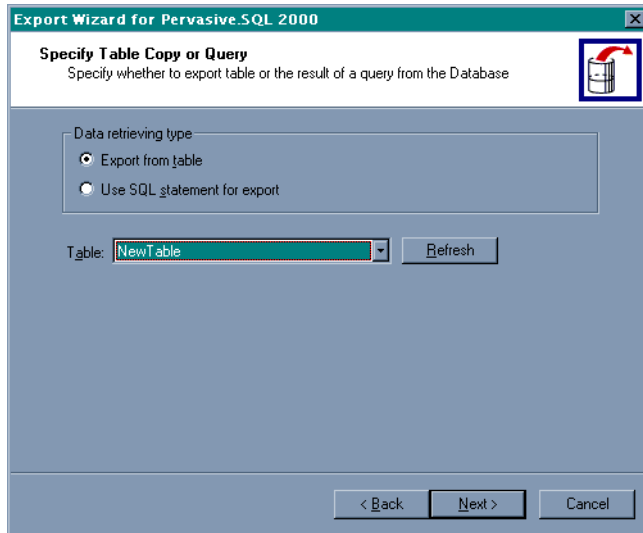 Export Wizard for Pervasive.SQL 2000
Specify Table Copy or Query
Specify whether to export table or the result of a query from the Database
Data retrieving type
Export from table
Use SQL statement for export
Table: NewTable Refresh
< Back Next > Cancel